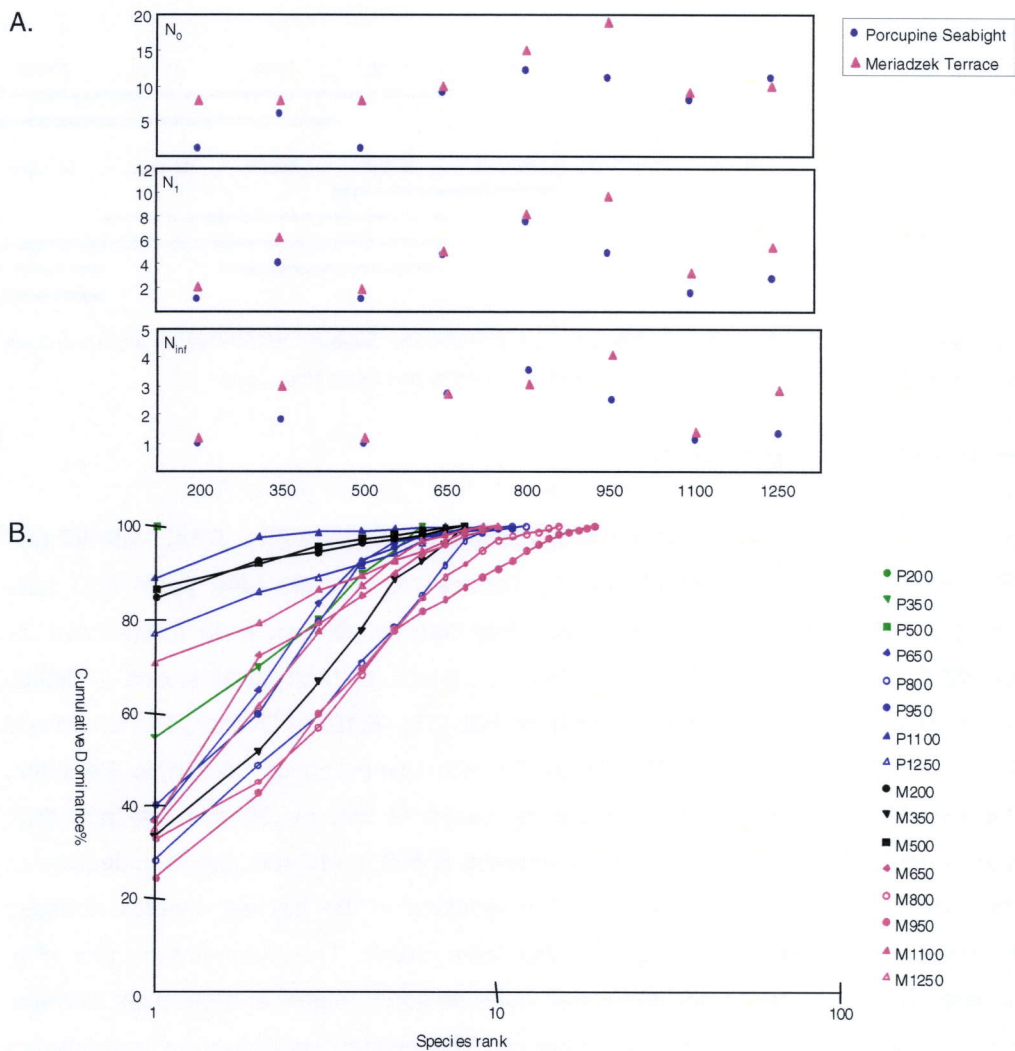 A.
N0
20
15
10
5
Porcupine Seabight
Meriadzek Terrace
N1
12
10
8
6
4
2
Ninf
5
4
3
2
1
200 350 500 650 800 950 1100 1250
B.
100
80
60
40
20
0
Cumulative Dominance%
1 10 100
Species rank
P200
P350
P500
P650
P800
P950
P1100
P1250
M200
M350
M500
M650
M800
M950
M1100
M1250